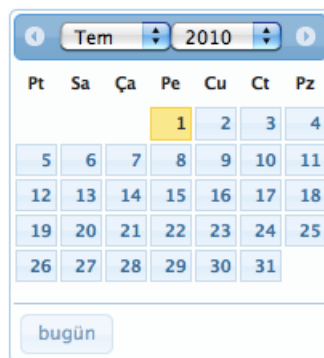 Tem 2010
Pt Sa Ça Pe Cu Ct Pz
1 2 3 4
5 6 7 8 9 10 11
12 13 14 15 16 17 18
19 20 21 22 23 24 25
26 27 28 29 30 31
bugün